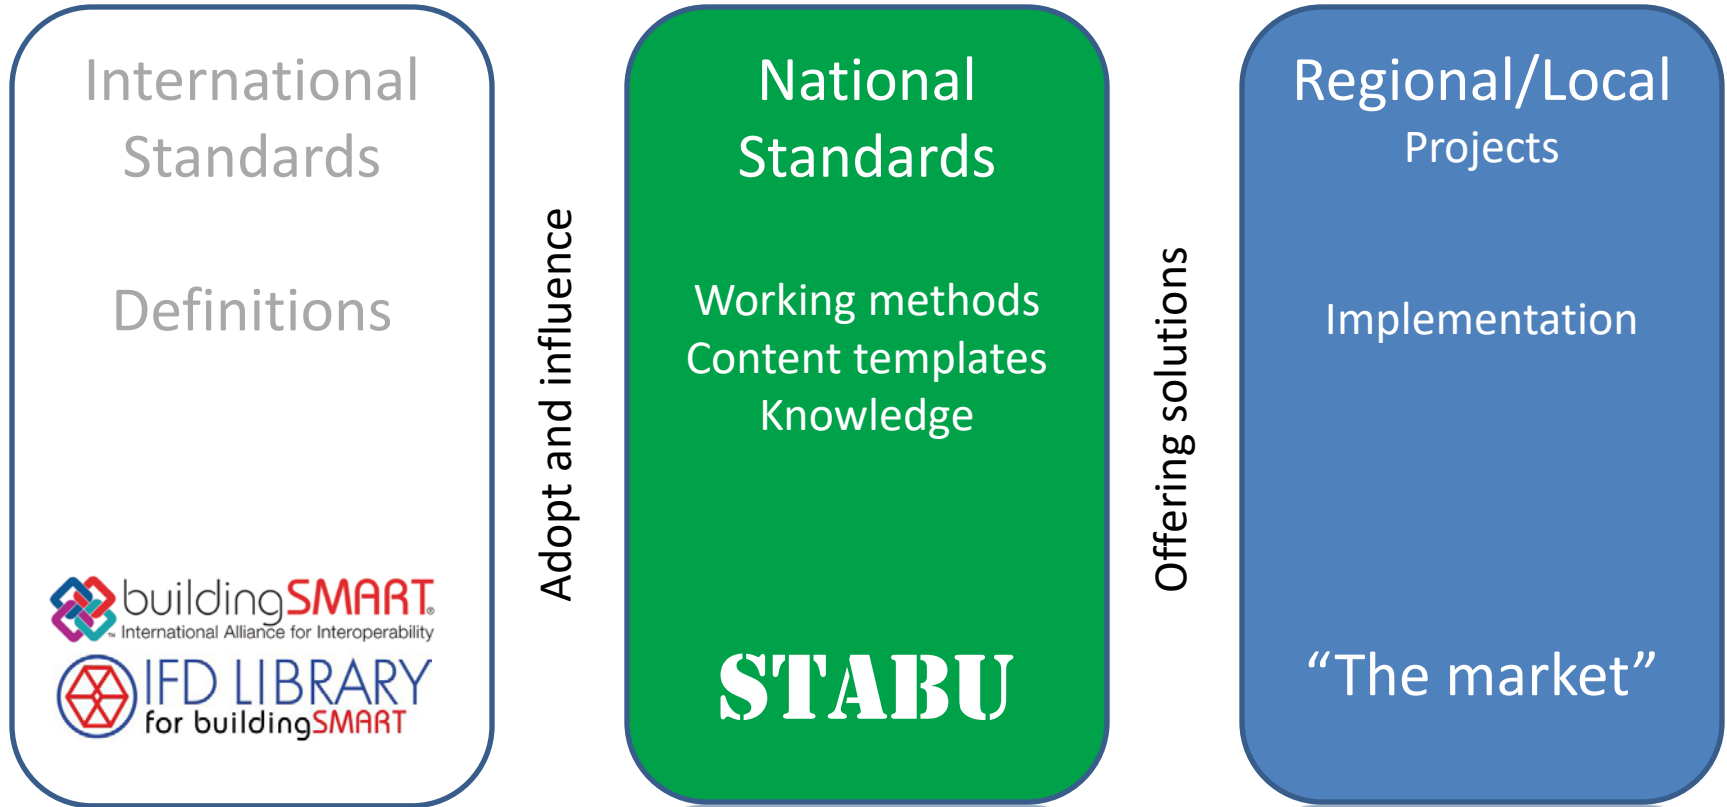 International
Standards
Definitions
buildingSMART®
™ International Alliance for Interoperability
IFD LIBRARY
for buildingSMART
Adopt and influence
National
Standards
Working methods
Content templates
Knowledge
STABU
Offering solutions
Regional/Local
Projects
Implementation
“The market”